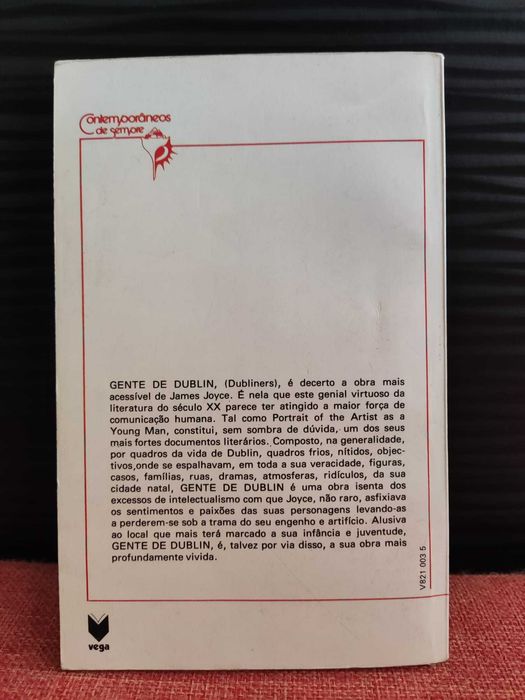 Contemporâneos
de sempre
GENTE DE DUBLIN, (Dubliners), é decerto a obra mais
acessível de James Joyce. É nela que este genial virtuoso da
literatura do século XX parece ter atingido a maior força de
comunicação humana. Tal como Portrait of the Artist as a
Young Man, constitui, sem sombra de dúvida, um dos seus
mais fortes documentos literários. Composto, na generalidade,
por quadros da vida de Dublin, quadros frios, nítidos, objec-
tivos,onde se espalhavam, em toda a sua veracidade, figuras,
casos, famílias, ruas, dramas, atmosferas, ridículos, da sua
cidade natal, GENTE DE DUBLIN é uma obra isenta dos
excessos de intelectualismo com que Joyce, não raro, asfixiava
os sentimentos e paixões das suas personagens levando-as
a perderem-se sob a trama do seu engenho e artifício. Alusiva
ao local que mais terá marcado a sua infância e juventude,
GENTE DE DUBLIN, é, talvez por via disso, a sua obra mais
profundamente vivida.
V821 003 5
vega